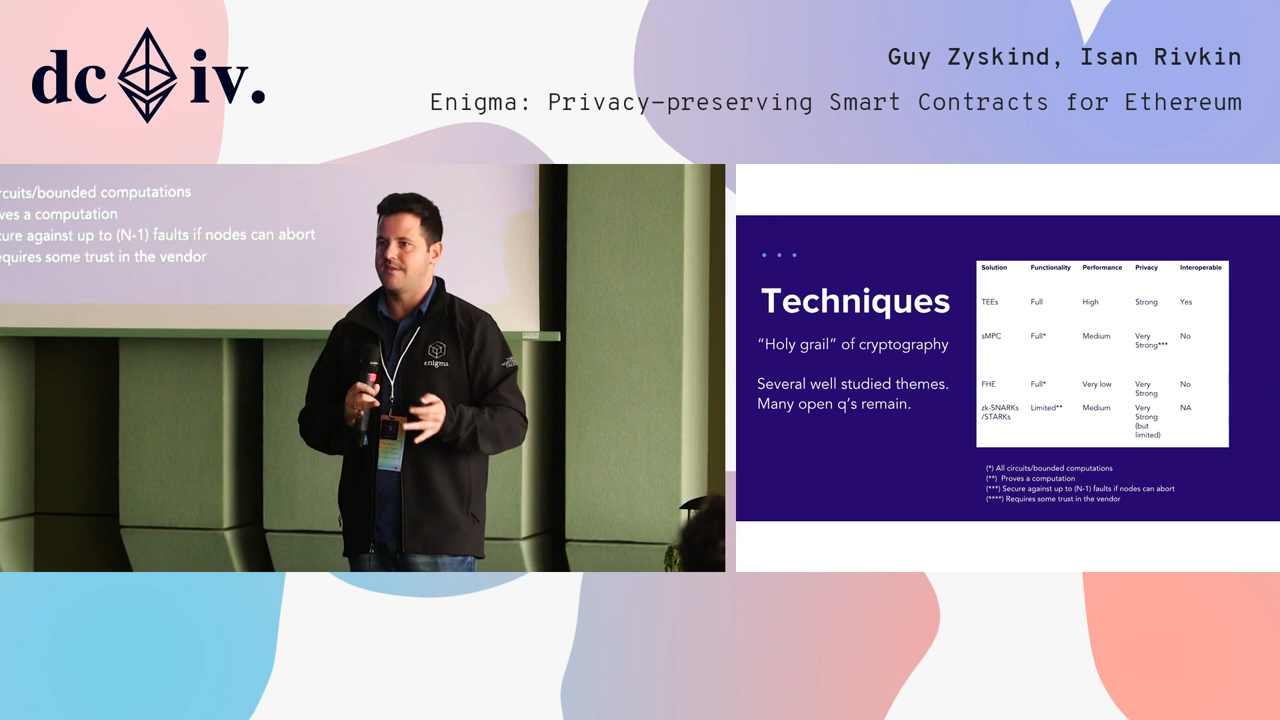 dc iv.
Guy Zyskind, Isan Rivkin
Enigma: Privacy-preserving Smart Contracts for Ethereum
rcuits/bounded computations
ves a computation
cure against up to (N-1) faults if nodes can abort
equires some trust in the vendor
enigma
Techniques
“Holy grail” of cryptography
Several well studied themes.
Many open q’s remain.
Solution Functionality Performance Privacy Interoperable
TEEs Full High Strong Yes
sMPC Full* Medium Very Strong*** No
FHE Full* Very low Very Strong No
zk-SNARKs /STARKs Limited** Medium Very Strong (but limited) NA
(*) All circuits/bounded computations
(**) Proves a computation
(***) Secure against up to (N-1) faults if nodes can abort
(****) Requires some trust in the vendor